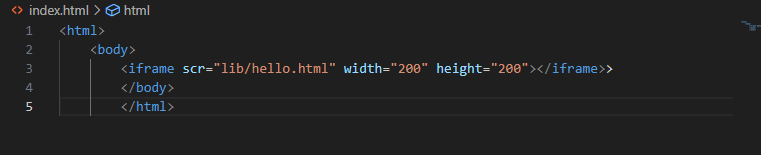 index.html > html
1 <html>
2 <body>
3 <iframe scr="lib/hello.html" width="200" height="200"></iframe>>
4 </body>
5 </html>